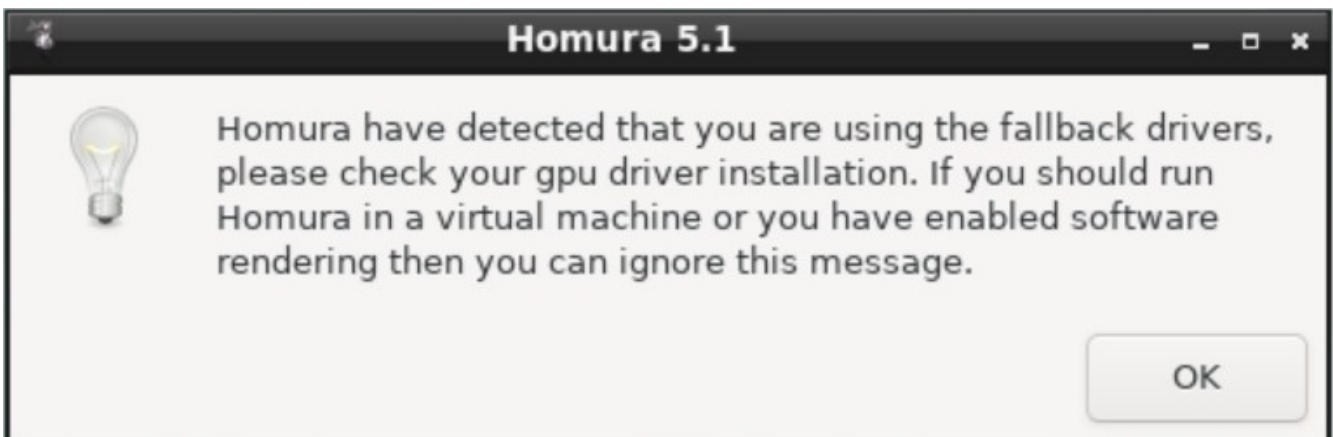 Homura 5.1
Homura have detected that you are using the fallback drivers,
please check your gpu driver installation. If you should run
Homura in a virtual machine or you have enabled software
rendering then you can ignore this message.
OK